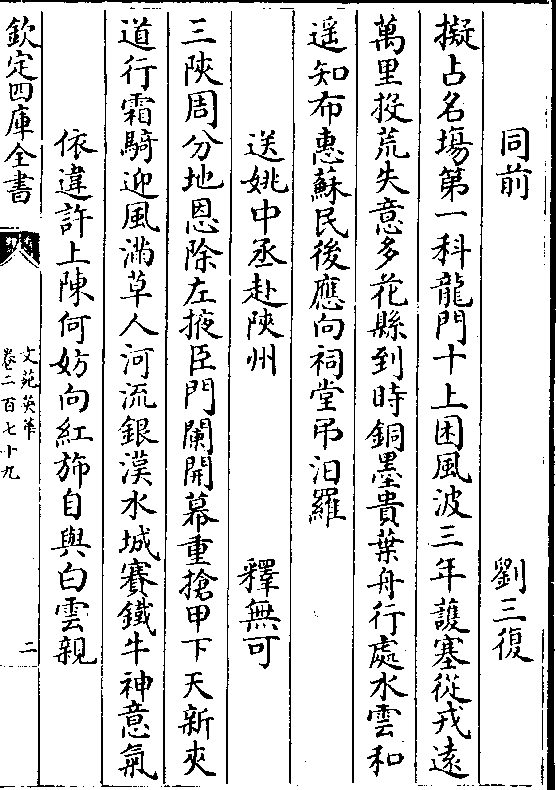 同前　劉三復
擬占名場第一科龍門十上困風波三年護塞從戎逺
萬里投荒失意多花縣到時銅墨貴葉舟行處水雲和
遥知布惠蘇民後應向祠堂弔汨羅
送姚中丞赴陜州　釋無可
三陜周分地恩除左掖臣門闌開幕重搶甲下天新夾
道行霜騎迎風滿草人河流銀漢水城賽鐵牛神意氣
依違許上陳何妨向紅斾自與白雲親
欽定四庫全書
文苑英華
卷二百七十九
二